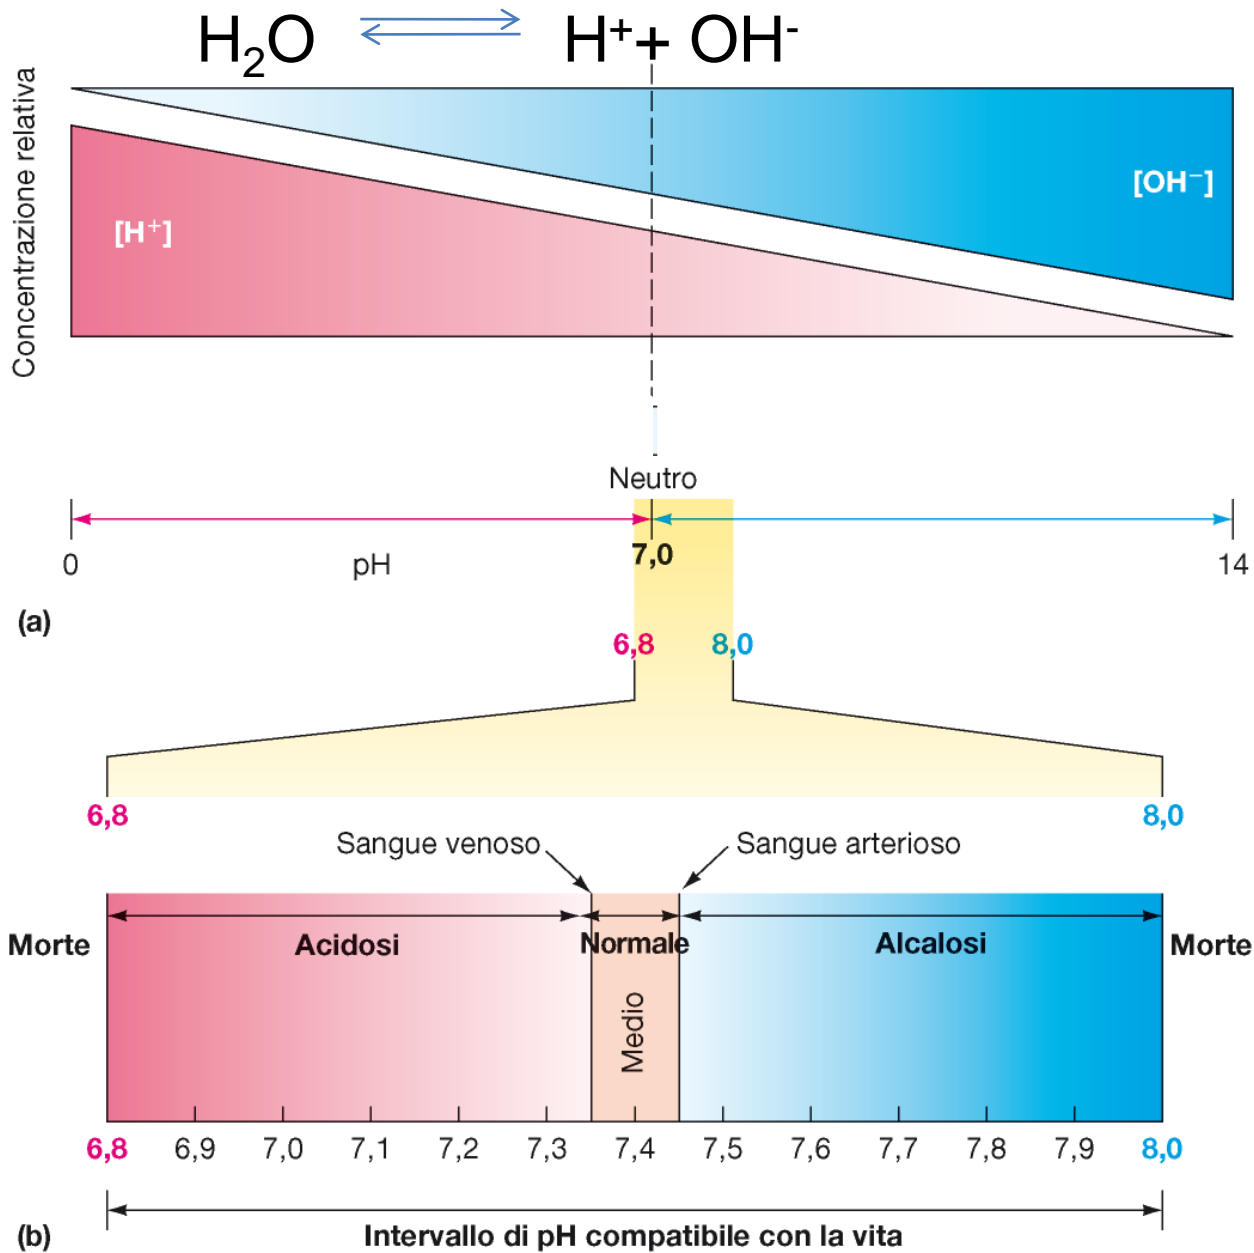 H₂O ⇄ H⁺+ OH⁻
Concentrazione relativa
[OH⁻]
[H⁺]
Neutro
0 pH 7,0 14
(a)
6,8 8,0
6,8 8,0
Sangue venoso Sangue arterioso
Morte Acidosi Normale Alcalosi Morte
Medio
6,8 6,9 7,0 7,1 7,2 7,3 7,4 7,5 7,6 7,7 7,8 7,9 8,0
(b) Intervallo di pH compatibile con la vita